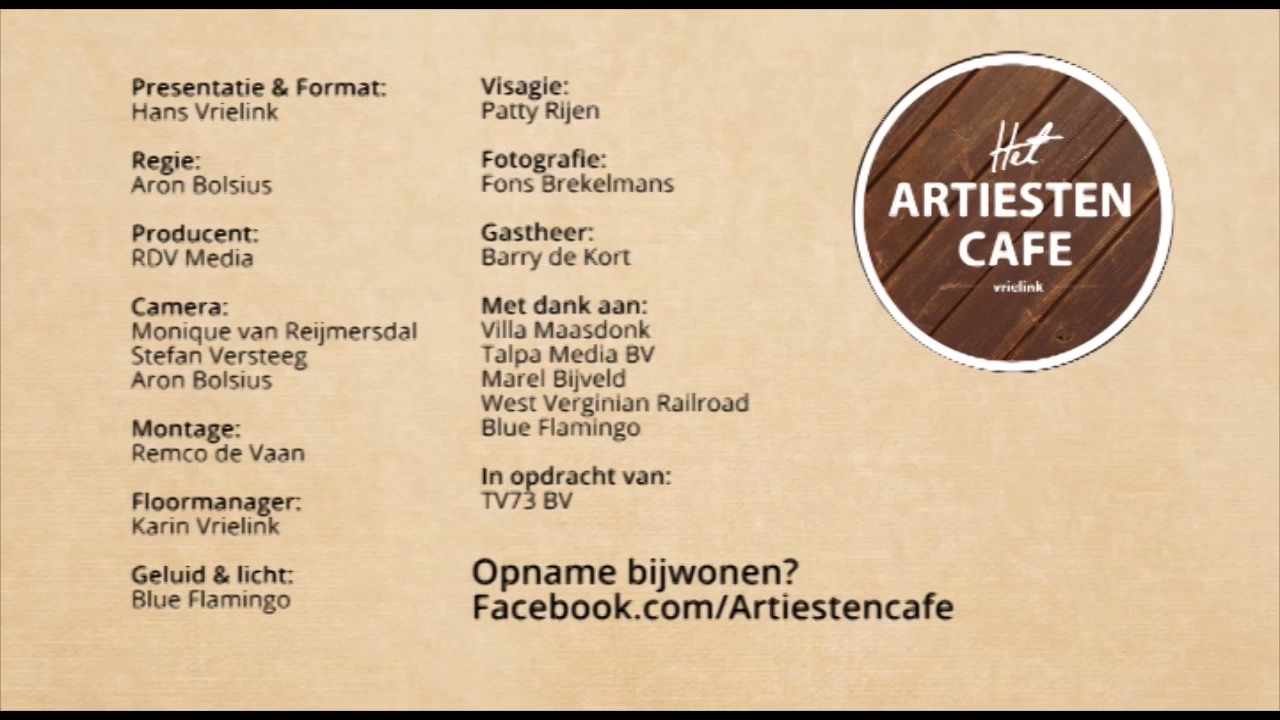 Presentatie & Format:
Hans Vrielink
Regie:
Aron Bolsius
Producent:
RDV Media
Camera:
Monique van Reijmersdal
Stefan Versteeg
Aron Bolsius
Montage:
Remco de Vaan
Floormanager:
Karin Vrielink
Geluid & licht:
Blue Flamingo
Visagie:
Patty Rijen
Fotografie:
Fons Brekelmans
Gastheer:
Barry de Kort
Met dank aan:
Villa Maasdonk
Talpa Media BV
Marel Bijveld
West Verginian Railroad
Blue Flamingo
In opdracht van:
TV73 BV
Opname bijwonen?
Facebook.com/Artiestencafe
Het
ARTIESTEN
CAFE
vrielink